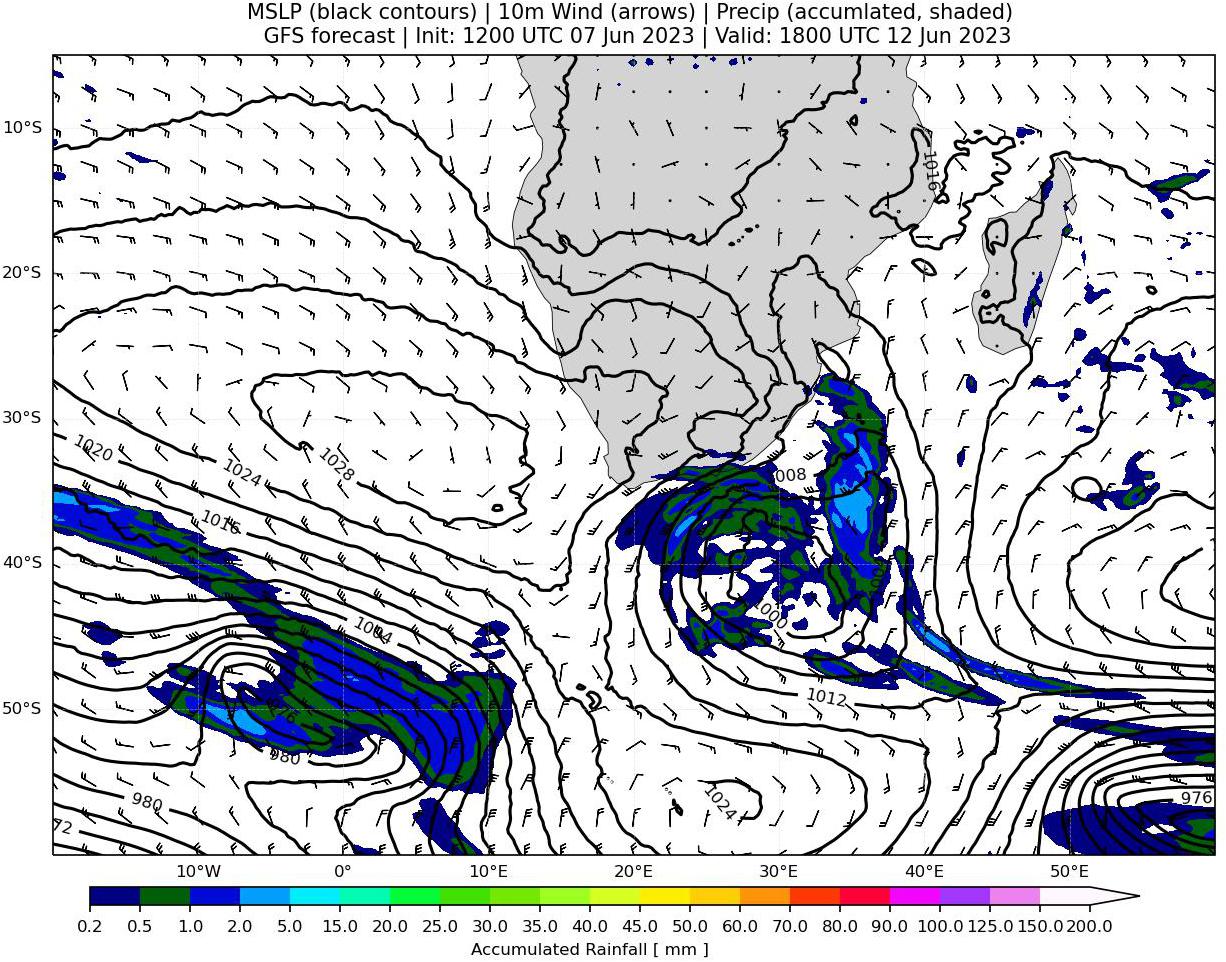 MSLP (black contours) | 10m Wind (arrows) | Precip (accumlated, shaded)
GFS forecast | Init: 1200 UTC 07 Jun 2023 | Valid: 1800 UTC 12 Jun 2023
10°S
1016
20°S
30°S
1020
1024
1028
1008
1016
40°S
1000
1004
1012
50°S
976
980
980
1024
976
72
10°W 0° 10°E 20°E 30°E 40°E 50°E
0.2 0.5 1.0 2.0 5.0 10.0 15.0 20.0 25.0 30.0 35.0 40.0 45.0 50.0 60.0 70.0 80.0 90.0 100.0 125.0 150.0 200.0
Accumulated Rainfall [ mm ]